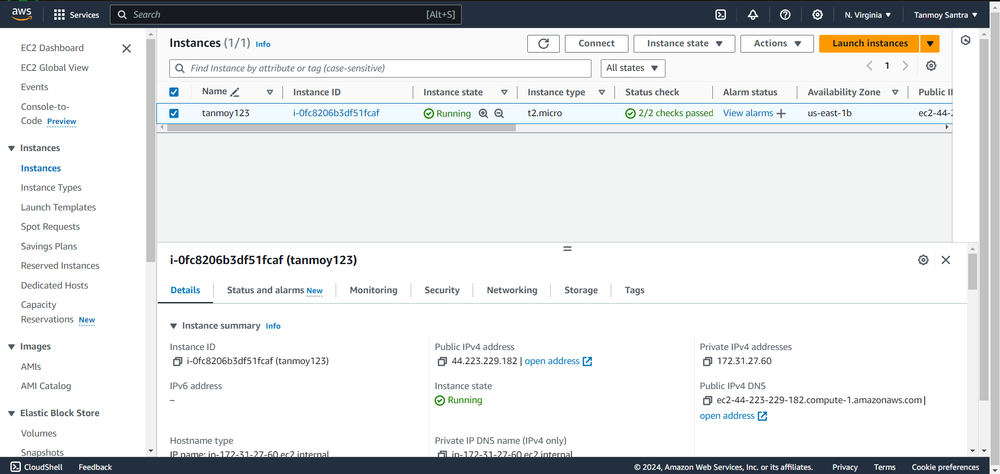 aws Services Search [Alt+S] N. Virginia Tanmoy Santra
EC2 Dashboard
EC2 Global View
Events
Console-to-
Code Preview
Instances
Instances
Instance Types
Launch Templates
Spot Requests
Savings Plans
Reserved Instances
Dedicated Hosts
Capacity
Reservations New
Images
AMIs
AMI Catalog
Elastic Block Store
Volumes
Snapshots
Instances (1/1) Info Connect Instance state Actions Launch instances
Find Instance by attribute or tag (case-sensitive) All states 1
Name Instance ID Instance state Instance type Status check Alarm status Availability Zone Public
tanmoy123 i-0fc8206b3df51fcaf Running t2.micro 2/2 checks passed View alarms us-east-1b ec2-44-
i-0fc8206b3df51fcaf (tanmoy123)
Details Status and alarms New Monitoring Security Networking Storage Tags
Instance summary Info
Instance ID
i-0fc8206b3df51fcaf (tanmoy123)
Public IPv4 address
44.223.229.182 | open address
Private IPv4 addresses
172.31.27.60
IPv6 address
–
Instance state
Running
Public IPv4 DNS
ec2-44-223-229-182.compute-1.amazonaws.com |
open address
Hostname type
IP name: ip-172-31-27-60.ec2.internal
Private IP DNS name (IPv4 only)
ip-172-31-27-60.ec2.internal
CloudShell Feedback © 2024, Amazon Web Services, Inc. or its affiliates. Privacy Terms Cookie preferences